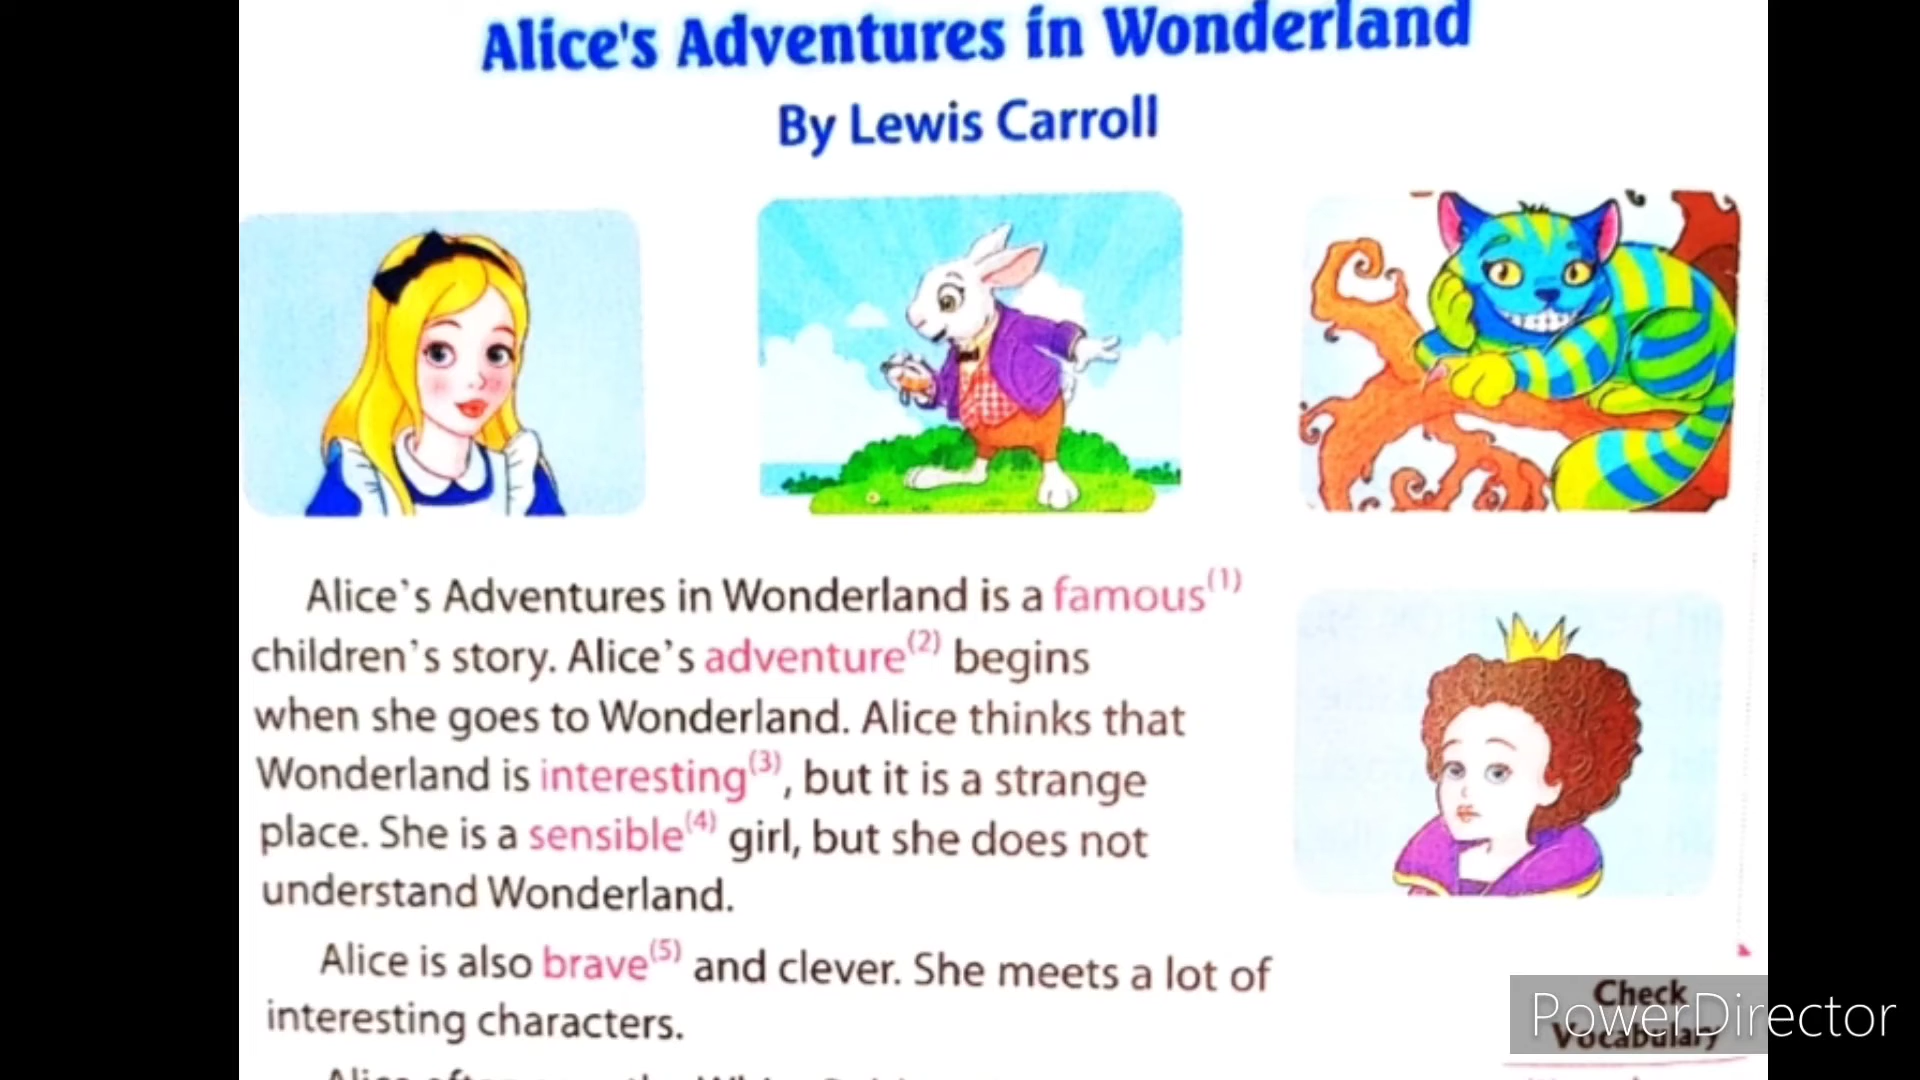 Alice's Adventures in Wonderland
By Lewis Carroll
Alice's Adventures in Wonderland is a famous(1)
children's story. Alice's adventure(2) begins
when she goes to Wonderland. Alice thinks that
Wonderland is interesting(3), but it is a strange
place. She is a sensible(4) girl, but she does not
understand Wonderland.
Alice is also brave(5) and clever. She meets a lot of
interesting characters.
Check
Vocabulary
PowerDirector